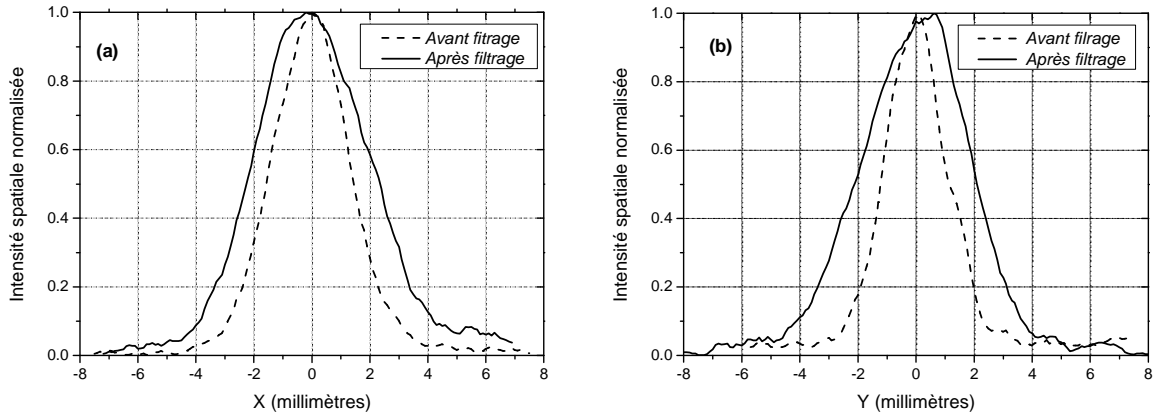 (a)
Avant fitrage
Après filtrage
Intensité spatiale normalisée
1.0
0.8
0.6
0.4
0.2
0.0
-8 -6 -4 -2 0 2 4 6 8
X (millimètres)
(b)
Avant filrage
Après filtrage
Intensité spatiale normalisée
1.0
0.8
0.6
0.4
0.2
0.0
-8 -6 -4 -2 0 2 4 6 8
Y (millimètres)